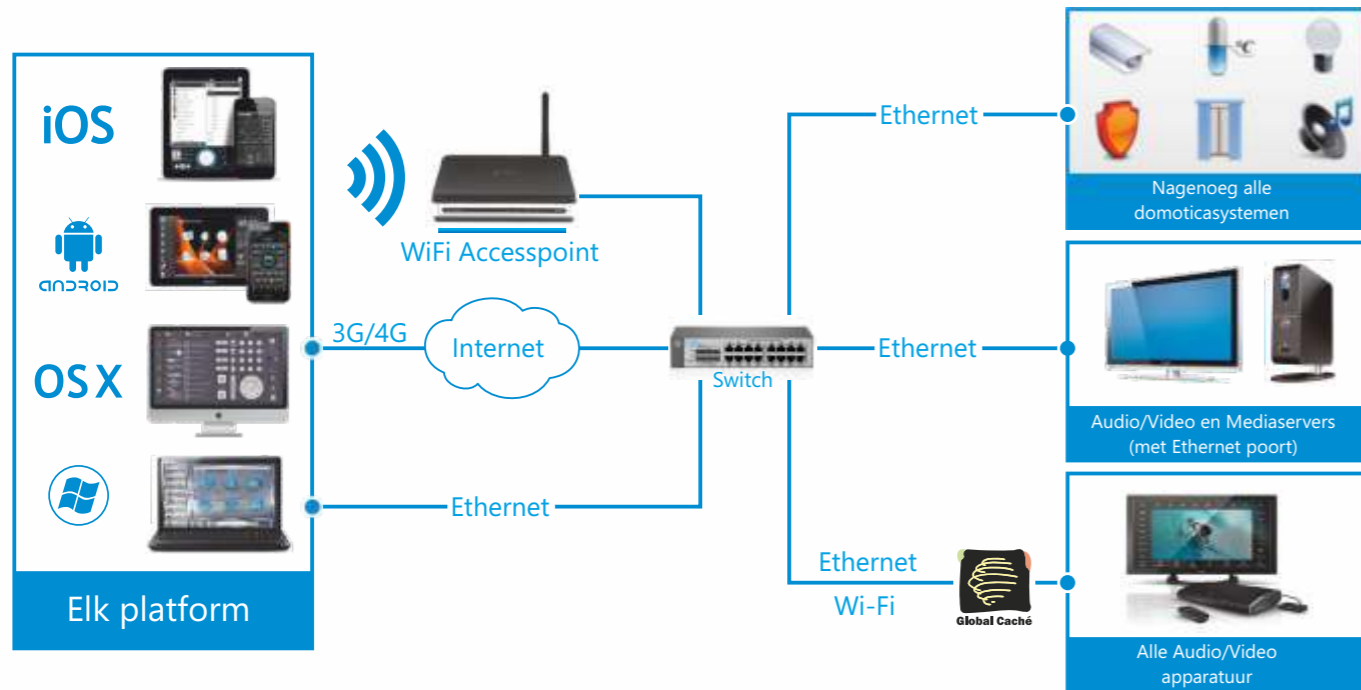 iOS
ANDROID
OS X
Elk platform
WiFi Accesspoint
3G/4G
Internet
Ethernet
Switch
Ethernet
Ethernet
Ethernet
Wi-Fi
Global Caché
°C
Nagenoeg alle
domoticasystemen
Audio/Video en Mediaservers
(met Ethernet poort)
Alle Audio/Video
apparatuur